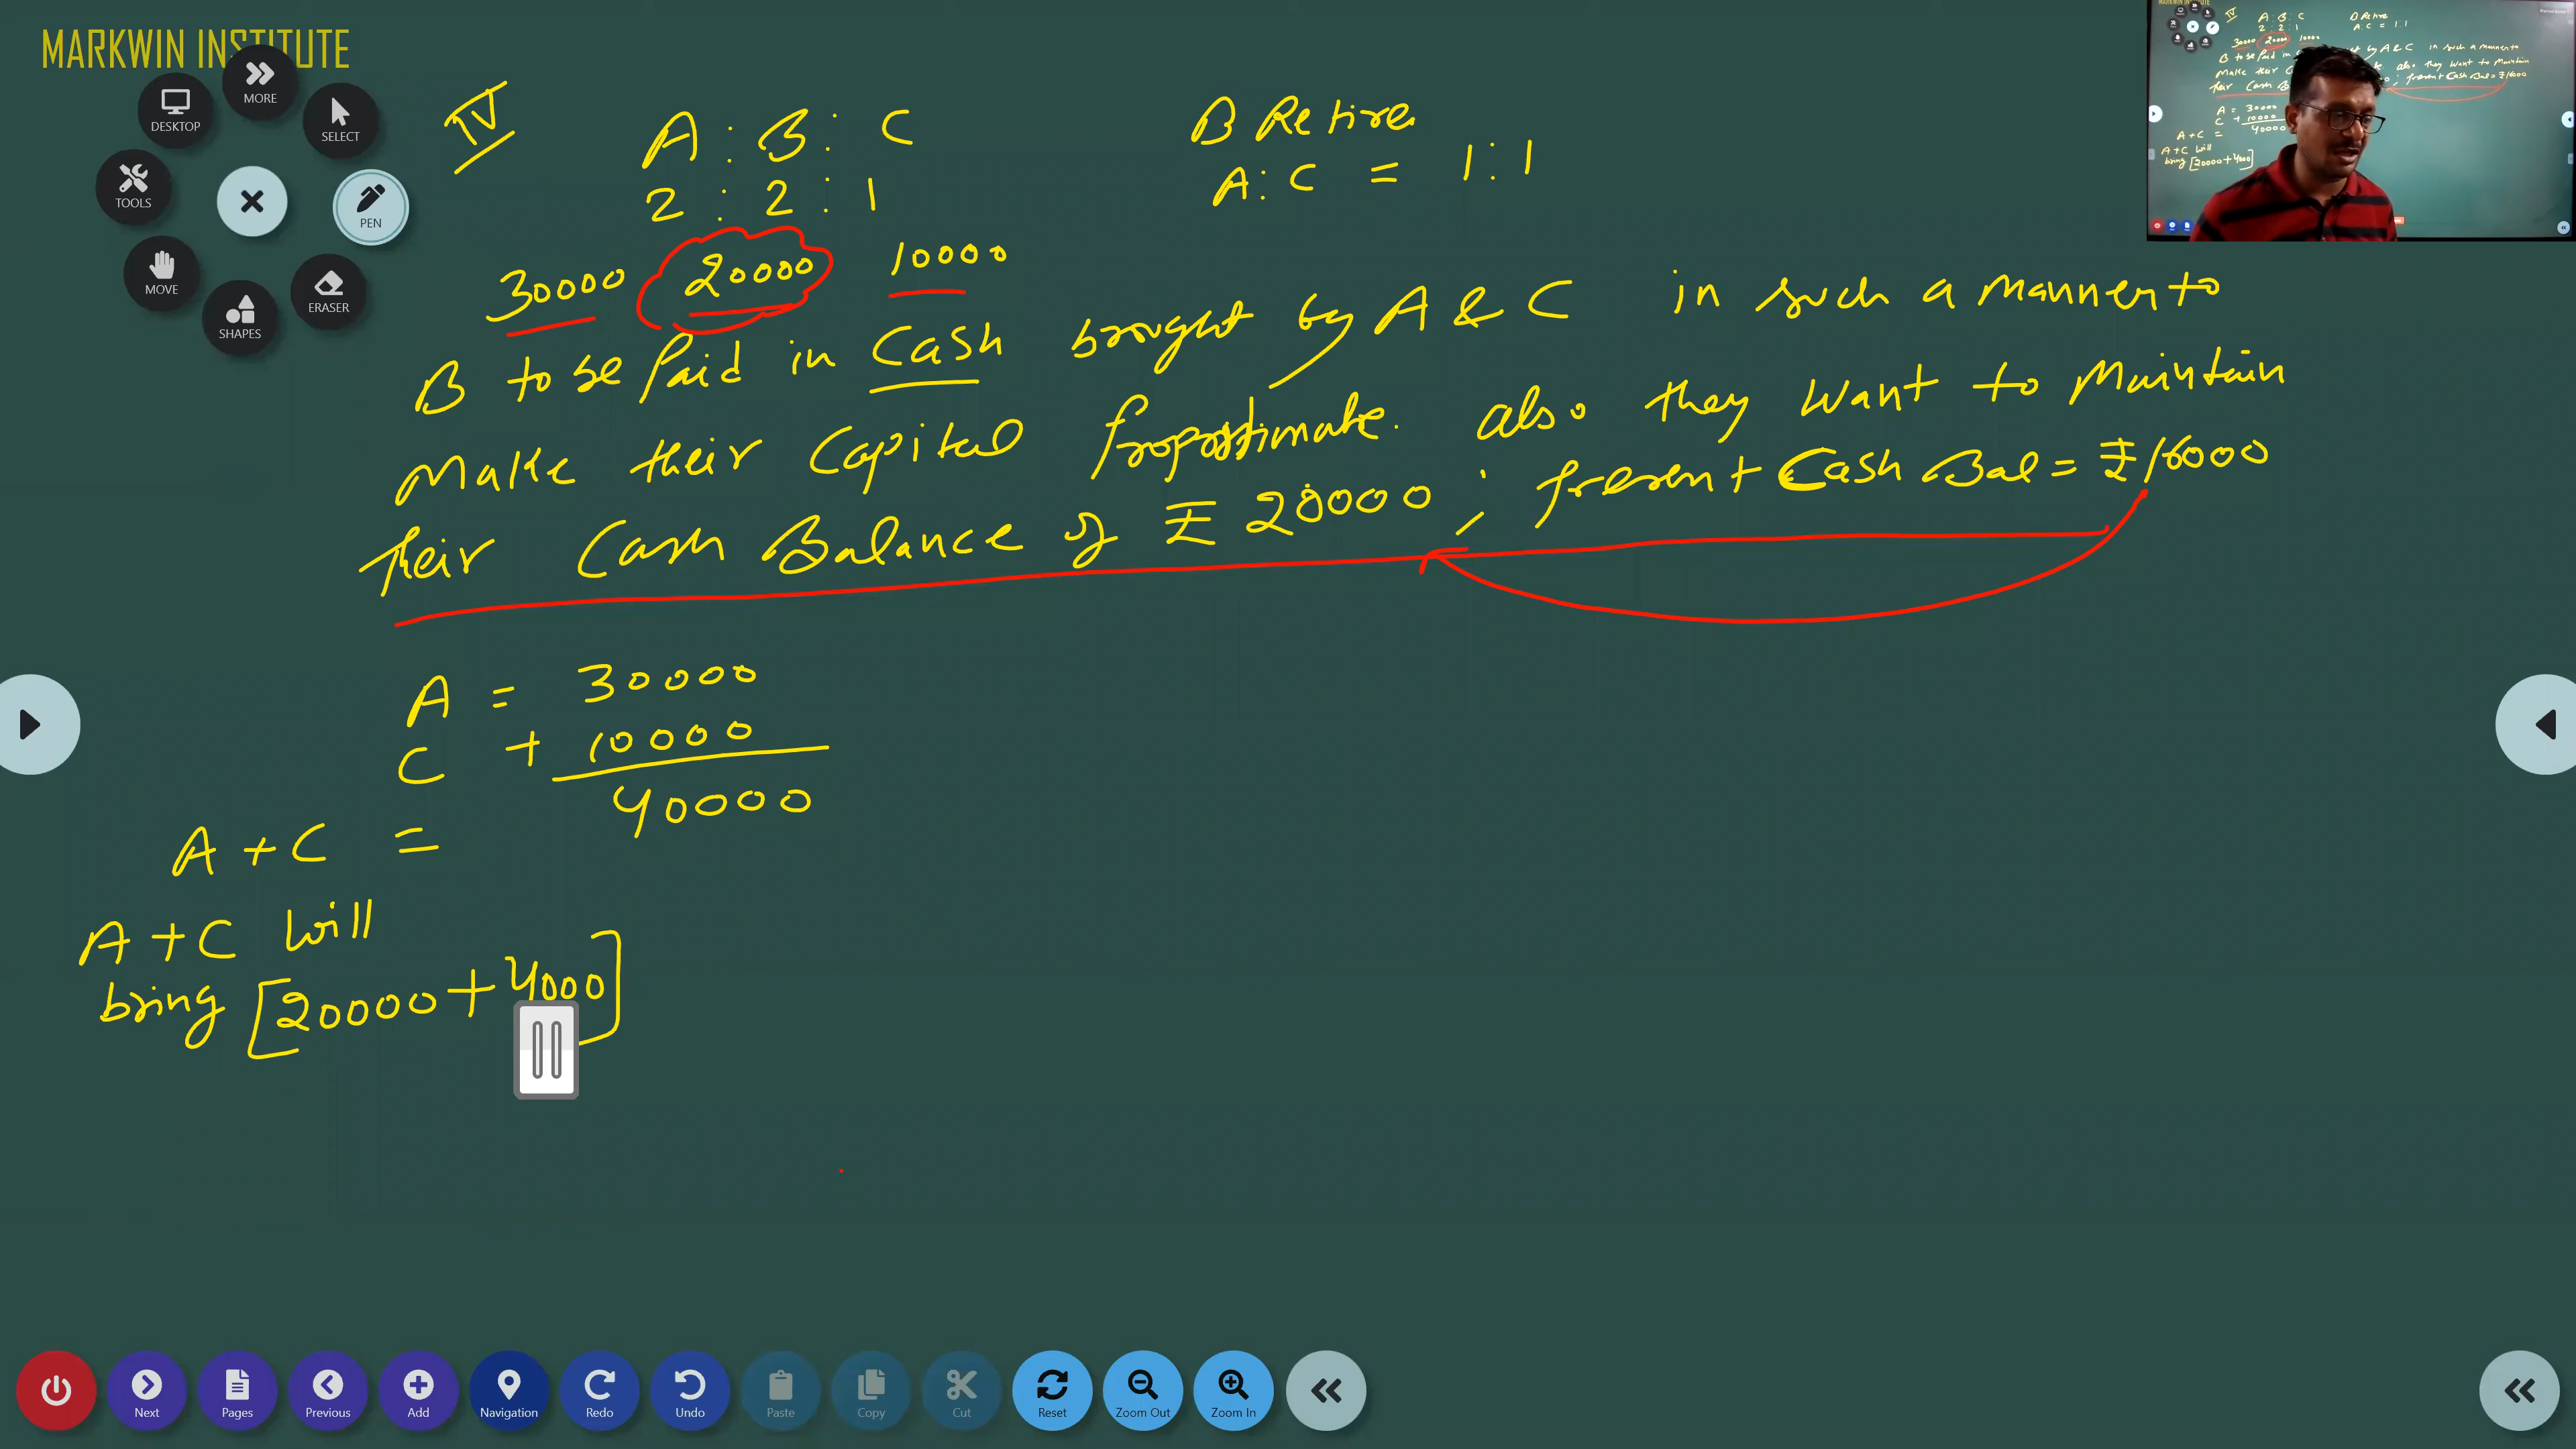 MARKWIN INSTITUTE
MORE
DESKTOP
SELECT
TOOLS
PEN
MOVE
ERASER
SHAPES
IV
A : B : C
2 : 2 : 1
B Retire
A : C = 1 : 1
30000 20000 10000
B to be paid in Cash brought by A & C in such a manner to
Make their Capital Proportimate. also they want to Maintain
their Cash Balance of ₹ 20000 ; present Cash Bal = ₹16000
A = 30000
C + 10000
A + C = 40000
A + C will
bring [20000 + 4000]
Next
Pages
Previous
Add
Navigation
Redo
Undo
Paste
Copy
Cut
Reset
Zoom Out
Zoom In